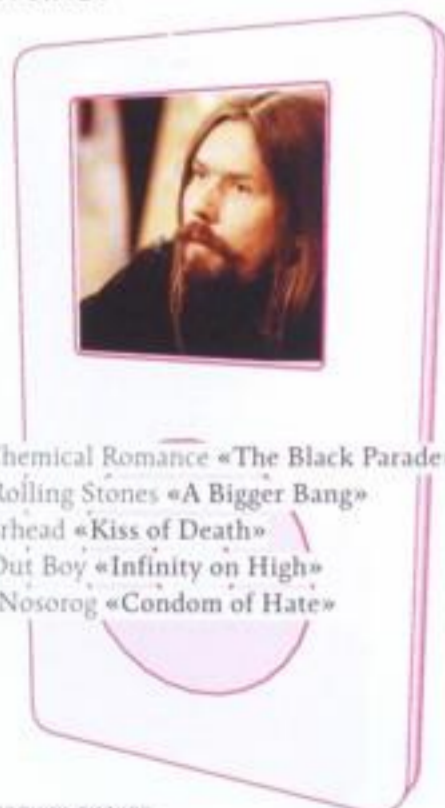 Chemical Romance «The Black Parade
Rolling Stones «A Bigger Bang»
rhead «Kiss of Death»
Out Boy «Infinity on High»
Nosorog «Condom of Hate»